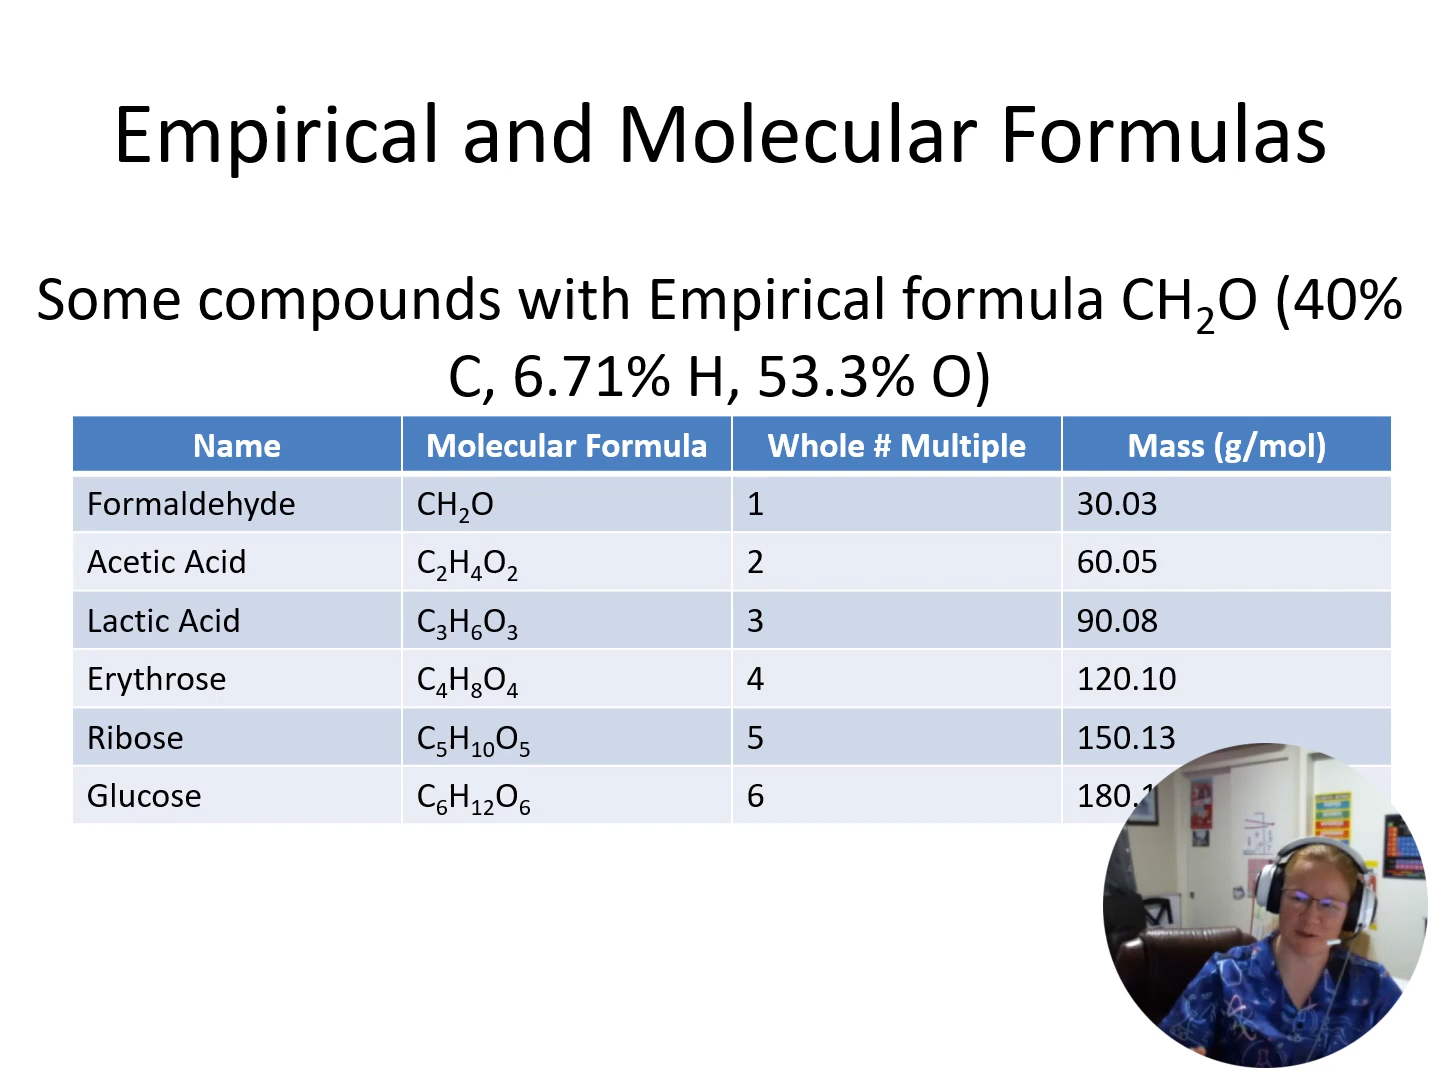 Empirical and Molecular Formulas
Some compounds with Empirical formula CH₂O (40%
C, 6.71% H, 53.3% O)
Name Molecular Formula Whole # Multiple Mass (g/mol)
Formaldehyde CH₂O 1 30.03
Acetic Acid C₂H₄O₂ 2 60.05
Lactic Acid C₃H₆O₃ 3 90.08
Erythrose C₄H₈O₄ 4 120.10
Ribose C₅H₁₀O₅ 5 150.13
Glucose C₆H₁₂O₆ 6